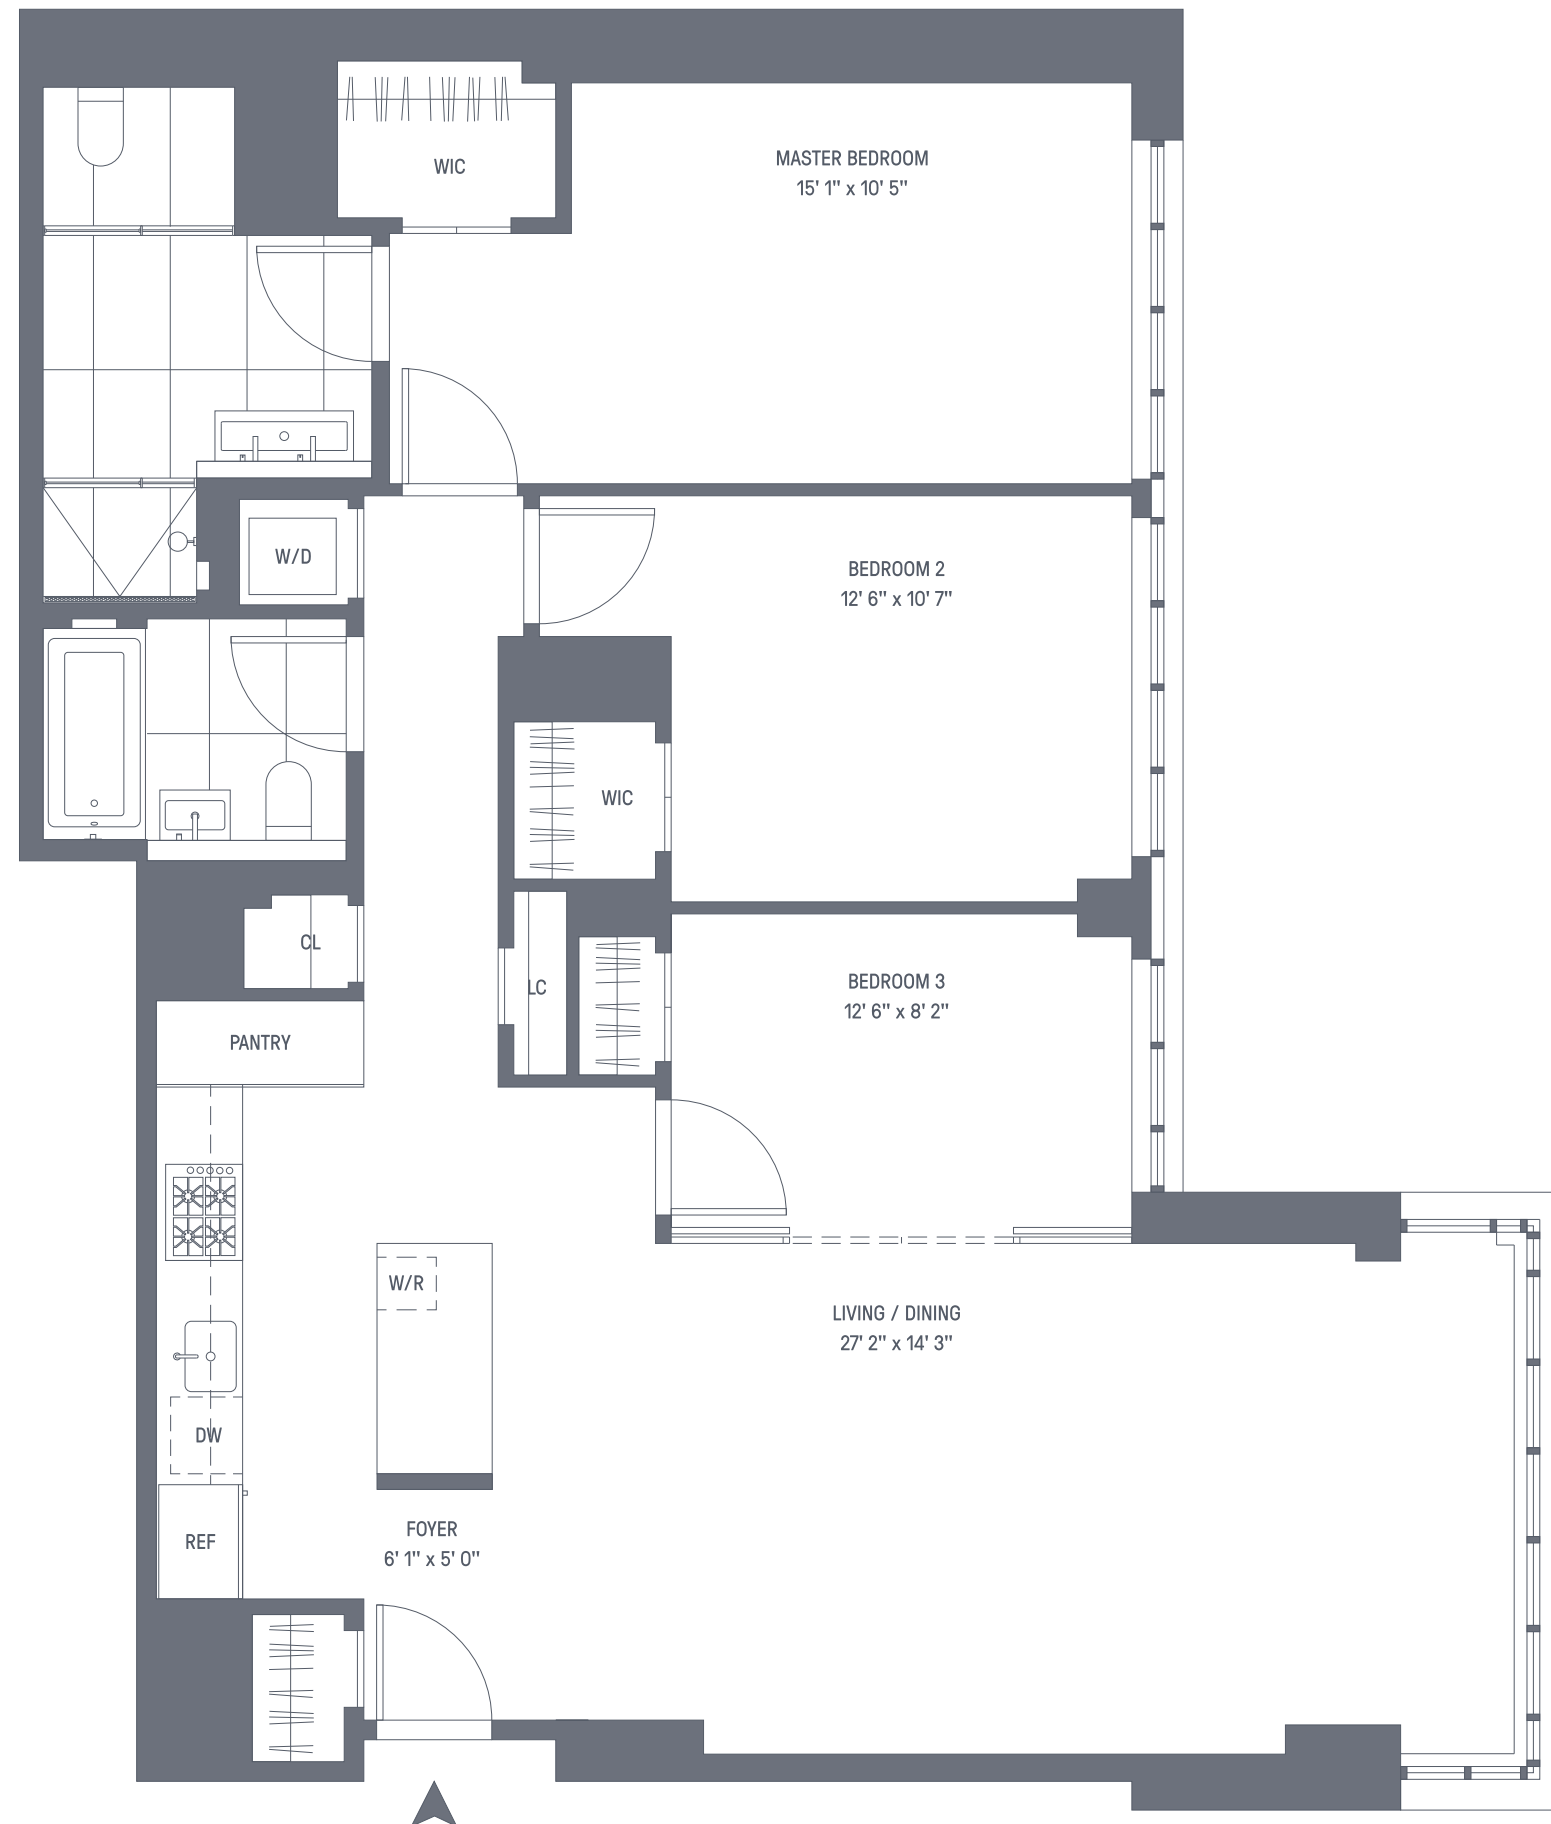 WIC
MASTER BEDROOM
15' 1" x 10' 5"
W/D
BEDROOM 2
12' 6" x 10' 7"
WIC
CL
LC
BEDROOM 3
12' 6" x 8' 2"
PANTRY
W/R
LIVING / DINING
27' 2" x 14' 3"
DW
REF
FOYER
6' 1" x 5' 0"